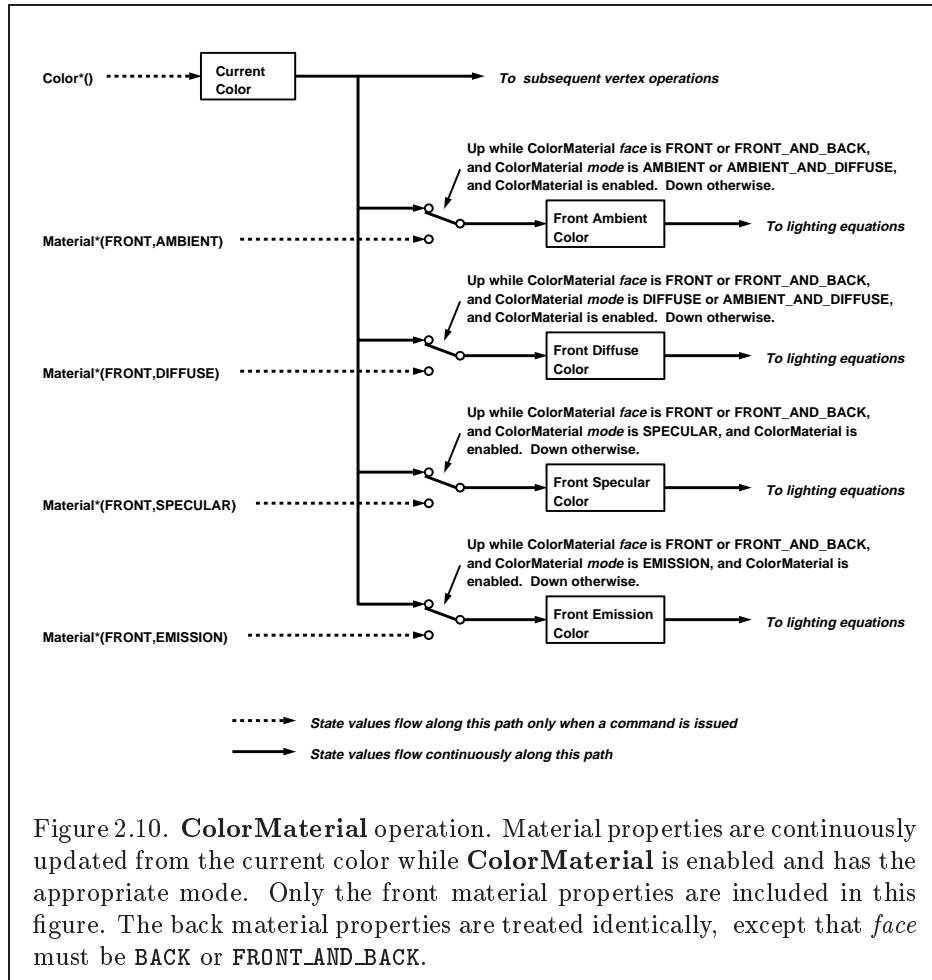 Color*()
Current
Color
To subsequent vertex operations
Up while ColorMaterial face is FRONT or FRONT_AND_BACK,
and ColorMaterial mode is AMBIENT or AMBIENT_AND_DIFFUSE,
and ColorMaterial is enabled. Down otherwise.
Material*(FRONT,AMBIENT)
Front Ambient
Color
To lighting equations
Up while ColorMaterial face is FRONT or FRONT_AND_BACK,
and ColorMaterial mode is DIFFUSE or AMBIENT_AND_DIFFUSE,
and ColorMaterial is enabled. Down otherwise.
Material*(FRONT,DIFFUSE)
Front Diffuse
Color
To lighting equations
Up while ColorMaterial face is FRONT or FRONT_AND_BACK,
and ColorMaterial mode is SPECULAR, and ColorMaterial is
enabled. Down otherwise.
Material*(FRONT,SPECULAR)
Front Specular
Color
To lighting equations
Up while ColorMaterial face is FRONT or FRONT_AND_BACK,
and ColorMaterial mode is EMISSION, and ColorMaterial is
enabled. Down otherwise.
Material*(FRONT,EMISSION)
Front Emission
Color
To lighting equations
State values flow along this path only when a command is issued
State values flow continuously along this path
Figure 2.10. ColorMaterial operation. Material properties are continuously
updated from the current color while ColorMaterial is enabled and has the
appropriate mode. Only the front material properties are included in this
figure. The back material properties are treated identically, except that face
must be BACK or FRONT_AND_BACK.